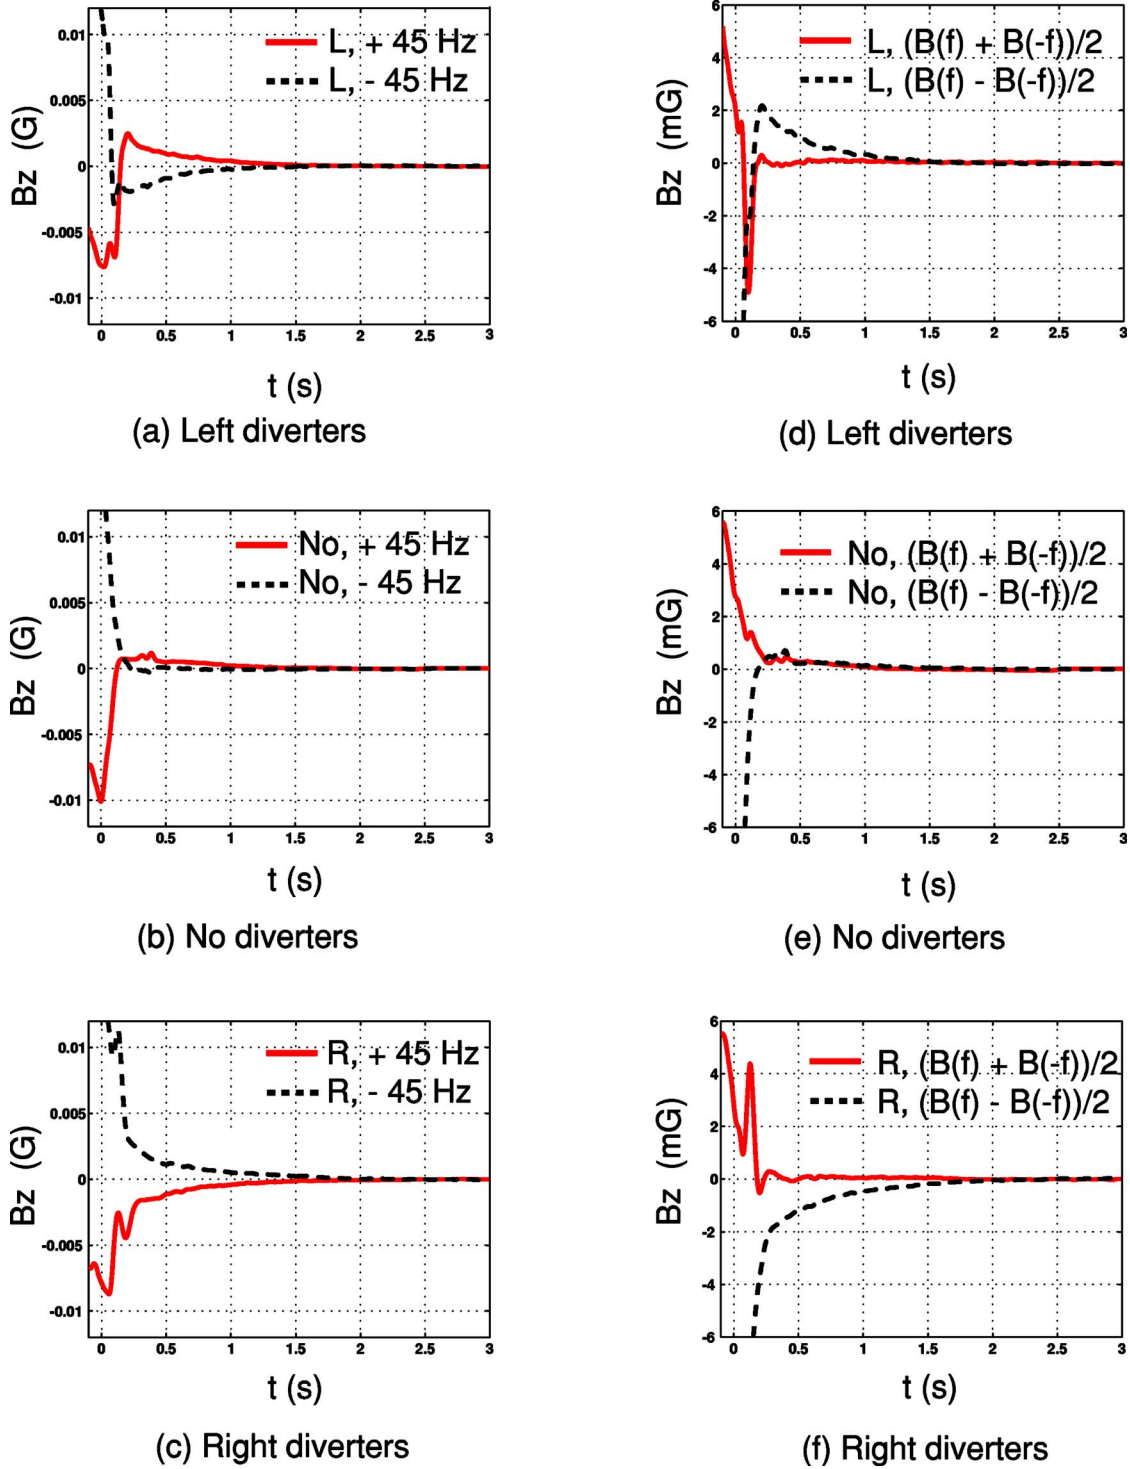 0.01
0.005
0
-0.005
-0.01
Bz (G)
L, + 45 Hz
L, - 45 Hz
0 0.5 1 1.5 2 2.5 3
t (s)
(a) Left diverters
6
4
2
0
-2
-4
-6
Bz (mG)
L, (B(f) + B(-f))/2
L, (B(f) - B(-f))/2
0 0.5 1 1.5 2 2.5 3
t (s)
(d) Left diverters
0.01
0.005
0
-0.005
-0.01
Bz (G)
No, + 45 Hz
No, - 45 Hz
0 0.5 1 1.5 2 2.5 3
t (s)
(b) No diverters
6
4
2
0
-2
-4
-6
Bz (mG)
No, (B(f) + B(-f))/2
No, (B(f) - B(-f))/2
0 0.5 1 1.5 2 2.5 3
t (s)
(e) No diverters
0.01
0.005
0
-0.005
-0.01
Bz (G)
R, + 45 Hz
R, - 45 Hz
0 0.5 1 1.5 2 2.5 3
t (s)
(c) Right diverters
6
4
2
0
-2
-4
-6
Bz (mG)
R, (B(f) + B(-f))/2
R, (B(f) - B(-f))/2
0 0.5 1 1.5 2 2.5 3
t (s)
(f) Right diverters